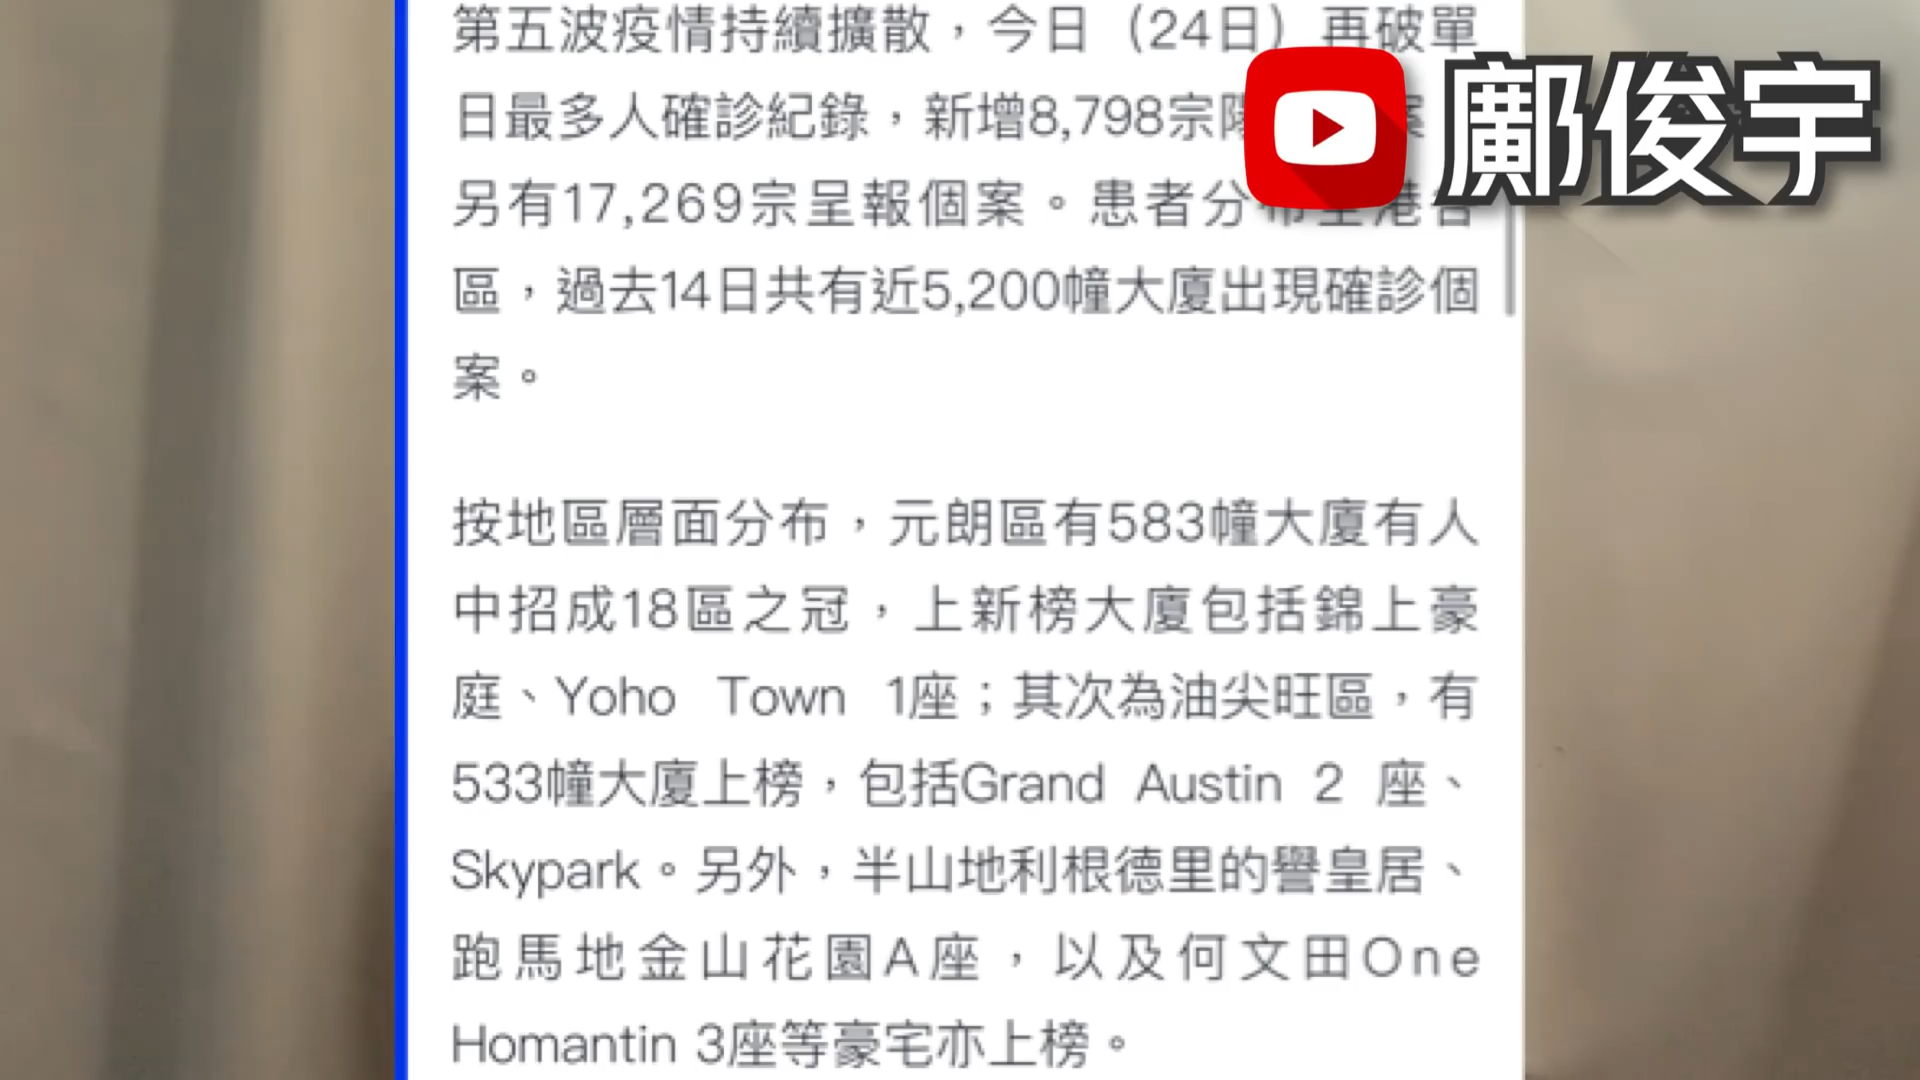 第五波疫情持續擴散，今日（24日）再破單
日最多人確診紀錄，新增8,798宗
另有17,269宗呈報個案。患者分布全港各
區，過去14日共有近5,200幢大廈出現確診個
案。
按地區層面分布，元朗區有583幢大廈有人
中招成18區之冠，上新榜大廈包括錦上豪
庭、Yoho Town 1座；其次為油尖旺區，有
533幢大廈上榜，包括Grand Austin 2 座、
Skypark。另外，半山地利根德里的譽皇居、
跑馬地金山花園A座，以及何文田One
Homantin 3座等豪宅亦上榜。
鄺俊宇